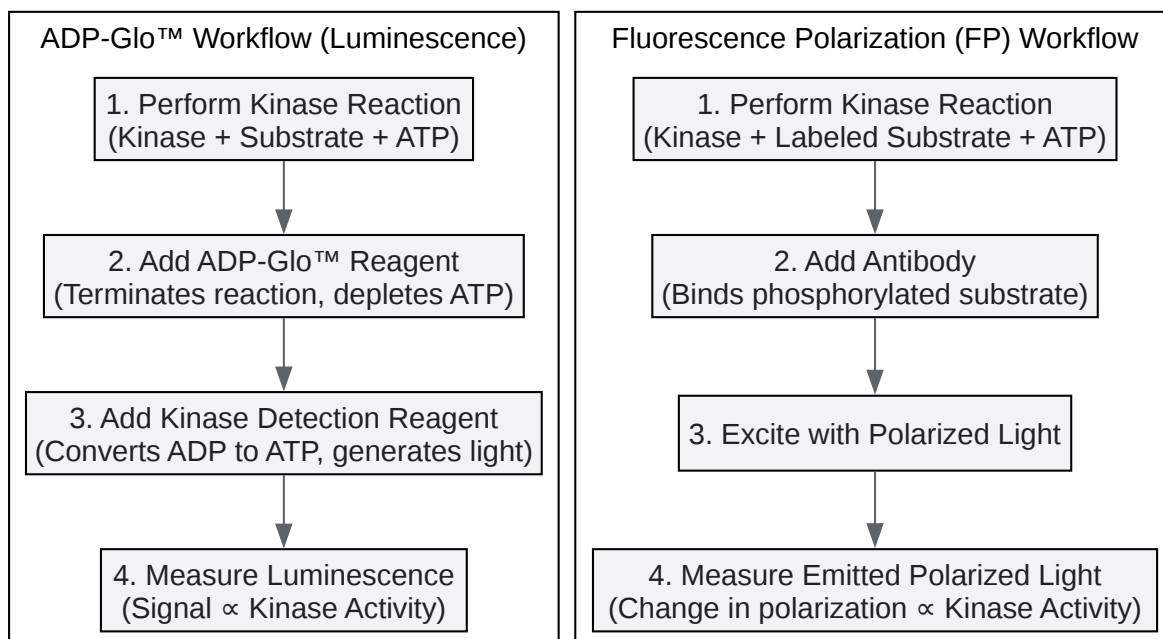 ADP-Glo™ Workflow (Luminescence)
1. Perform Kinase Reaction
(Kinase + Substrate + ATP)
2. Add ADP-Glo™ Reagent
(Terminates reaction, depletes ATP)
3. Add Kinase Detection Reagent
(Converts ADP to ATP, generates light)
4. Measure Luminescence
(Signal ∝ Kinase Activity)
Fluorescence Polarization (FP) Workflow
1. Perform Kinase Reaction
(Kinase + Labeled Substrate + ATP)
2. Add Antibody
(Binds phosphorylated substrate)
3. Excite with Polarized Light
4. Measure Emitted Polarized Light
(Change in polarization ∝ Kinase Activity)